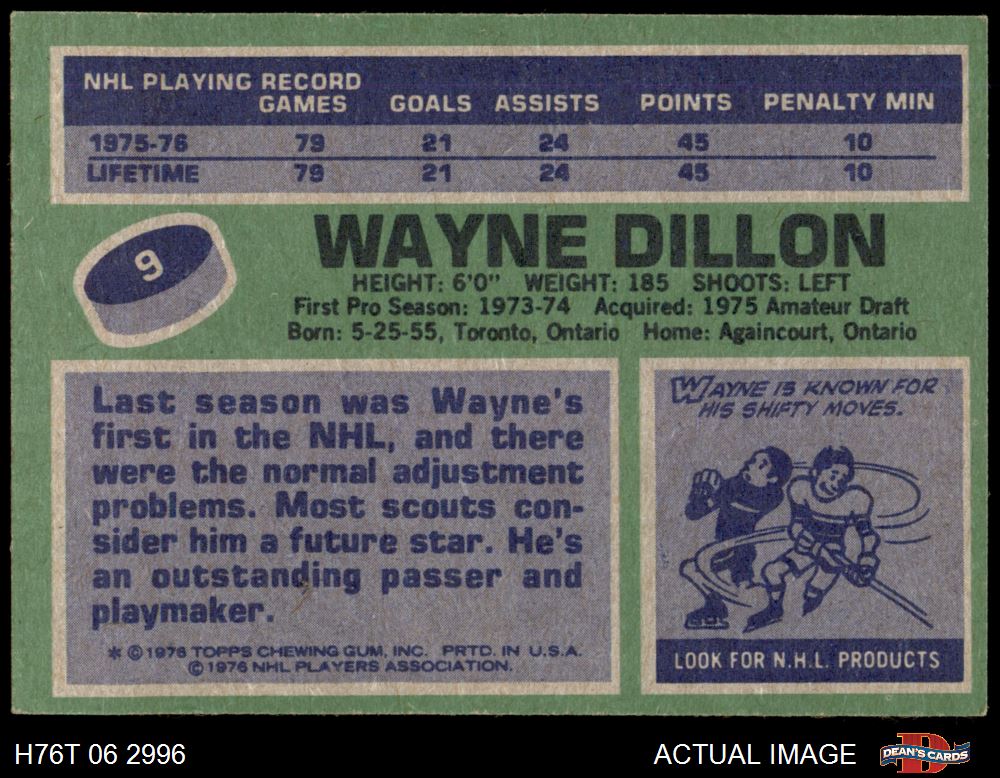 NHL PLAYING RECORD
GAMES GOALS ASSISTS POINTS PENALTY MIN
1975-76 79 21 24 45 10
LIFETIME 79 21 24 45 10
9
WAYNE DILLON
HEIGHT: 6'0" WEIGHT: 185 SHOOTS: LEFT
First Pro Season: 1973-74 Acquired: 1975 Amateur Draft
Born: 5-25-55, Toronto, Ontario Home: Againcourt, Ontario
Last season was Wayne's
first in the NHL, and there
were the normal adjustment
problems. Most scouts con-
sider him a future star. He's
an outstanding passer and
playmaker.
* © 1976 TOPPS CHEWING GUM, INC. PRTD. IN U.S.A.
© 1976 NHL PLAYERS ASSOCIATION.
WAYNE IS KNOWN FOR
HIS SHIFTY MOVES.
LOOK FOR N.H.L. PRODUCTS
H76T 06 2996 ACTUAL IMAGE
D
DEAN'S CARDS